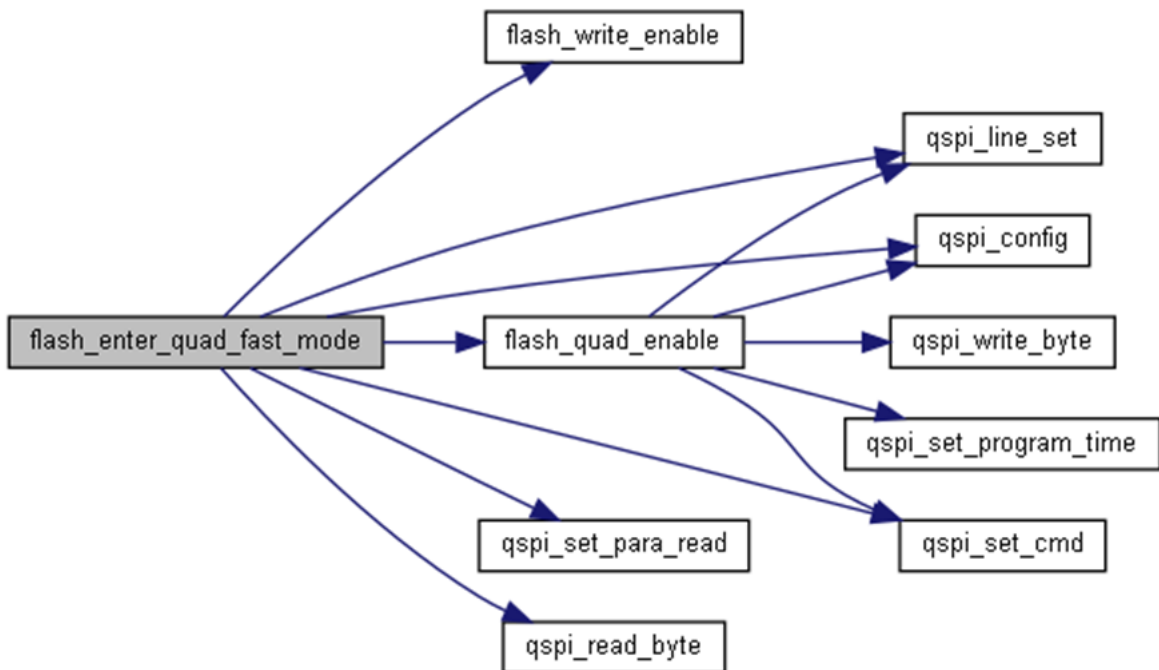 flash_write_enable
qspi_line_set
qspi_config
flash_enter_quad_fast_mode
flash_quad_enable
qspi_write_byte
qspi_set_program_time
qspi_set_para_read
qspi_set_cmd
qspi_read_byte